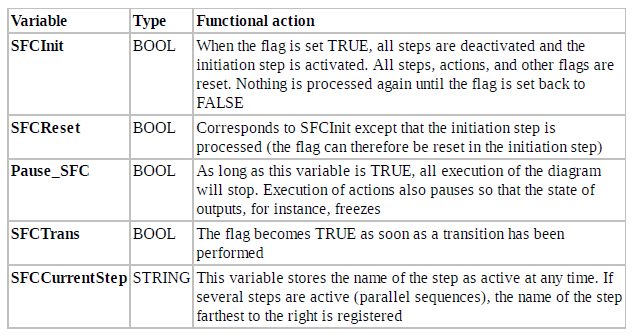 Variable Type Functional action
SFCInit BOOL When the flag is set TRUE, all steps are deactivated and the
initiation step is activated. All steps, actions, and other flags are
reset. Nothing is processed again until the flag is set back to
FALSE
SFCReset BOOL Corresponds to SFCInit except that the initiation step is
processed (the flag can therefore be reset in the initiation step)
Pause_SFC BOOL As long as this variable is TRUE, all execution of the diagram
will stop. Execution of actions also pauses so that the state of
outputs, for instance, freezes
SFCTrans BOOL The flag becomes TRUE as soon as a transition has been
performed
SFCCurrentStep STRING This variable stores the name of the step as active at any time. If
several steps are active (parallel sequences), the name of the step
farthest to the right is registered